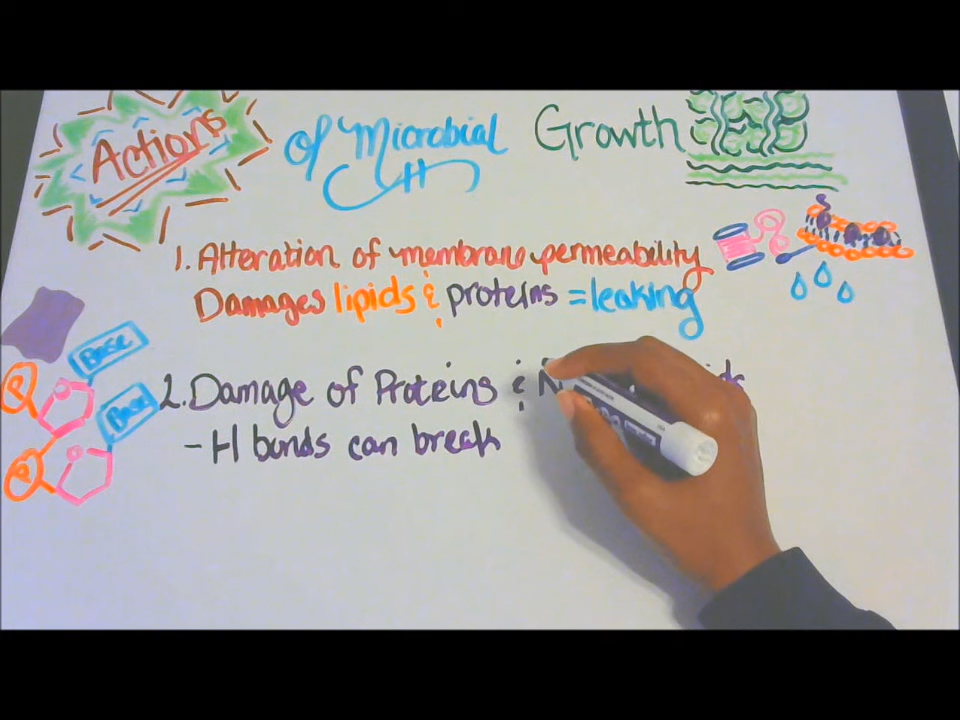 Actions of Microbial Growth
1. Alteration of membrane permeability
Damages lipids & proteins = leaking
2. Damage of Proteins &
- H bonds can break
Base
Base
P
P